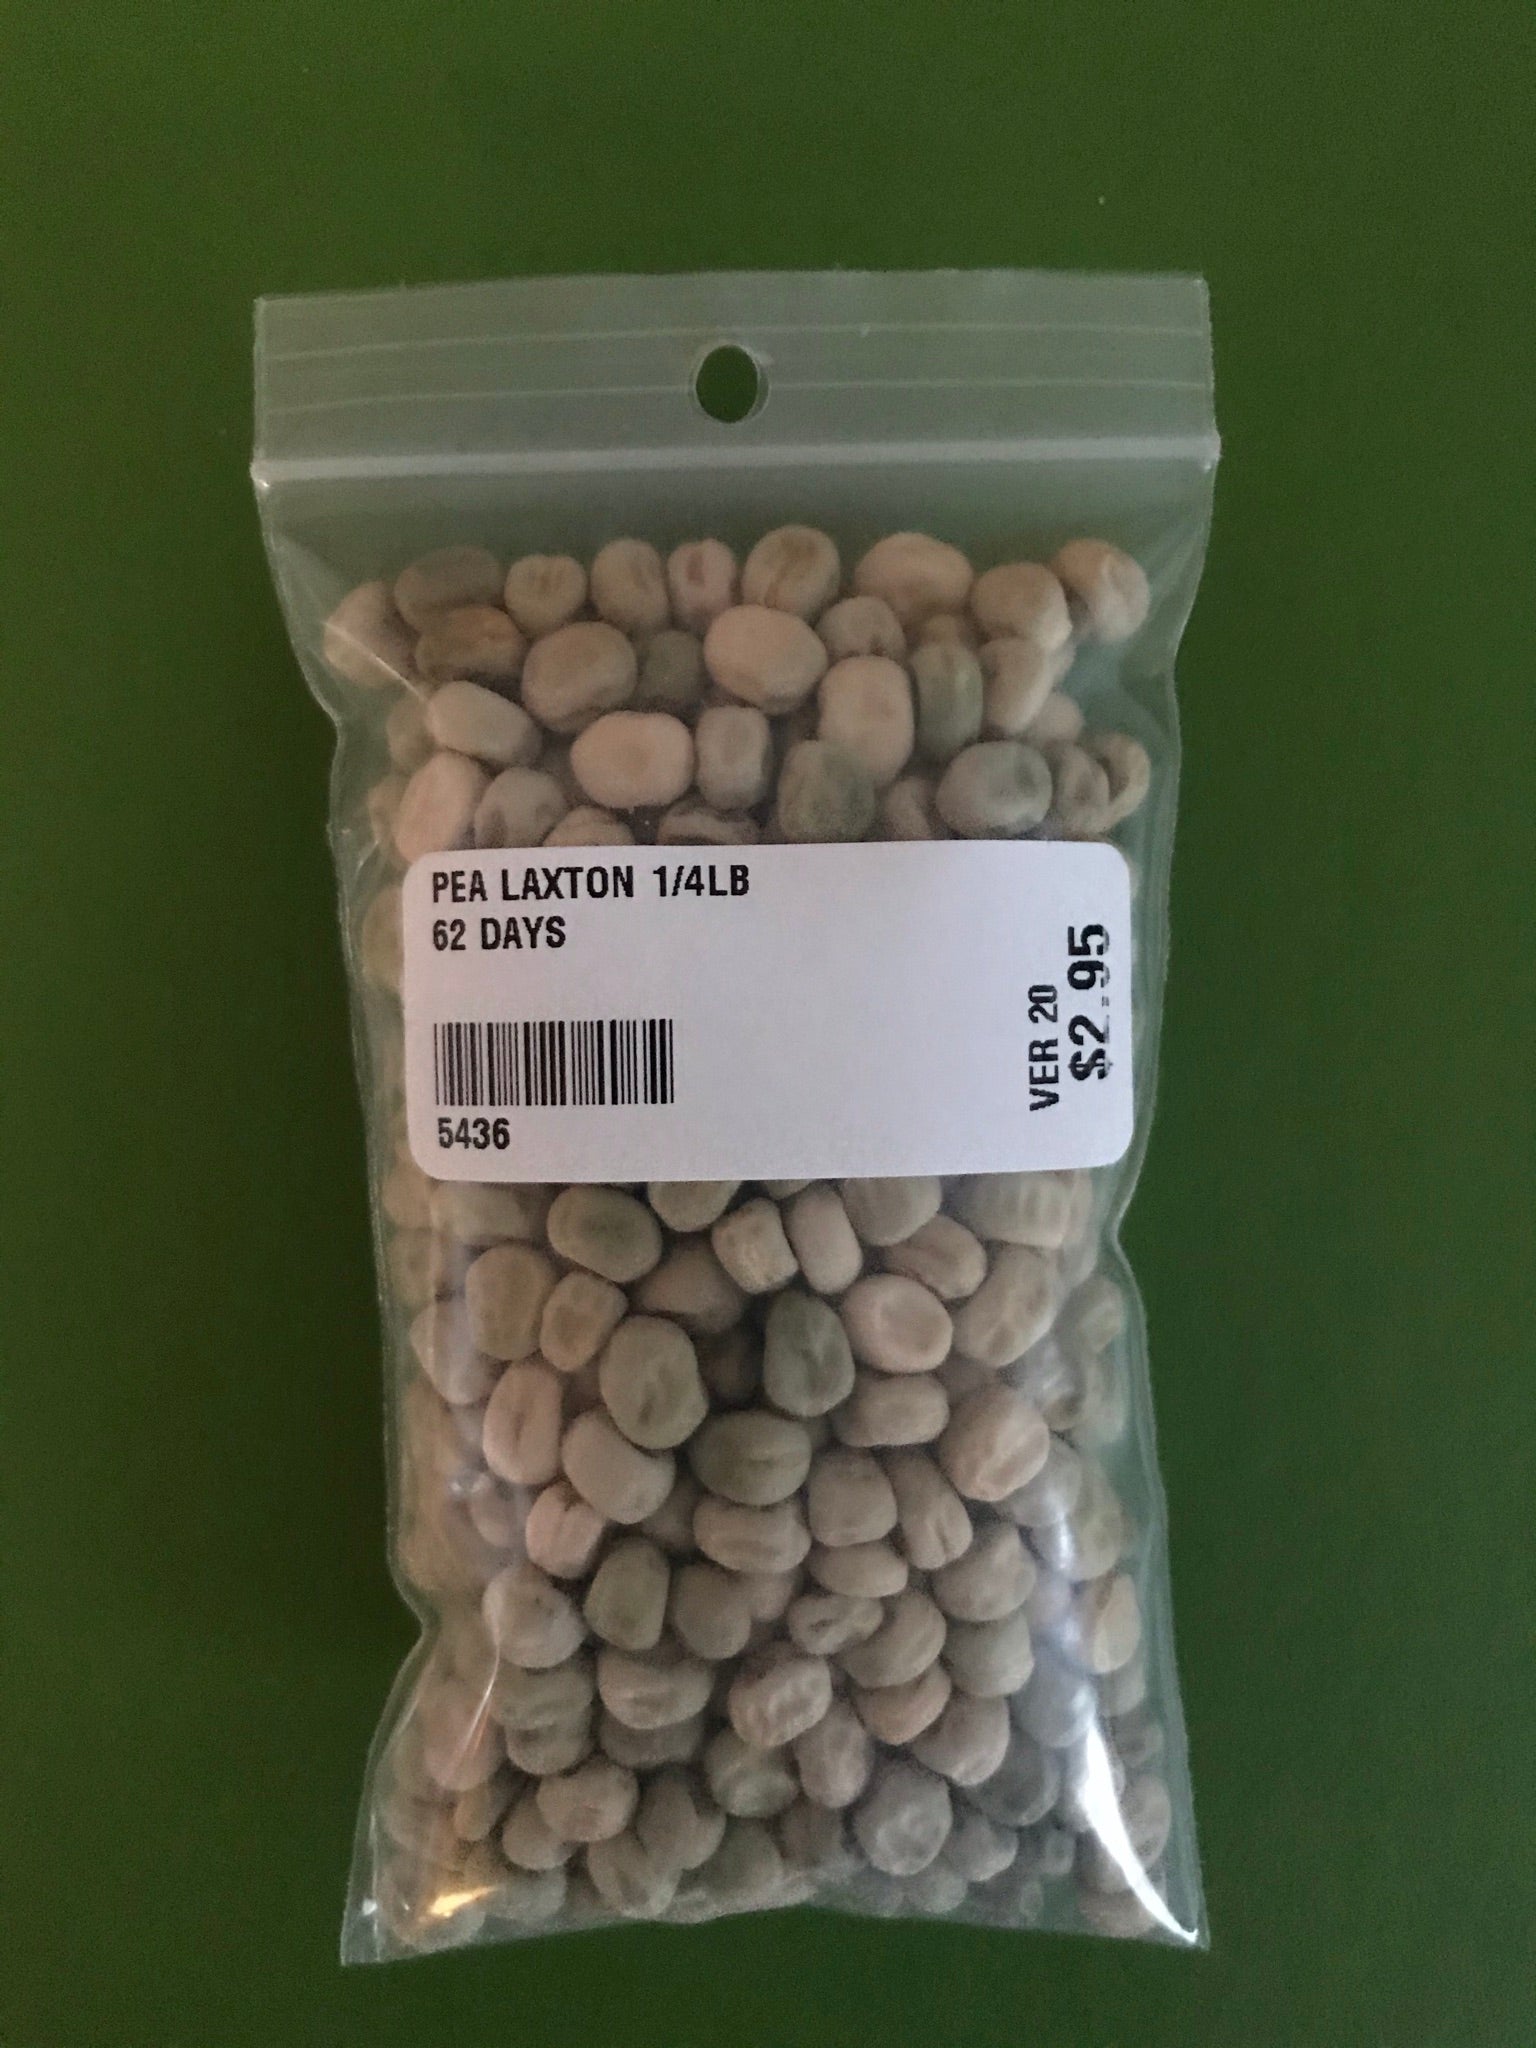 PEA LAXTON 1/4LB
62 DAYS
5436
VER 20
$2.95